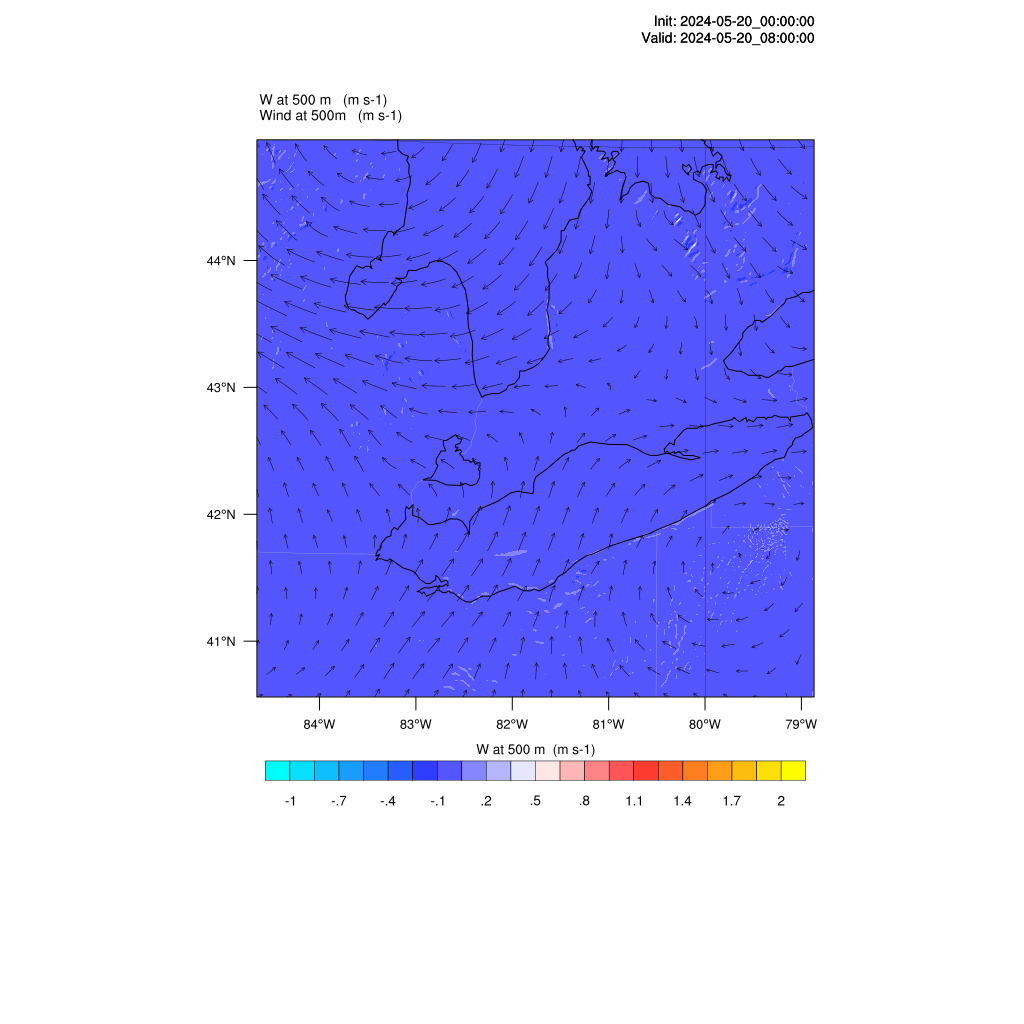 Init: 2024-05-20_00:00:00
Valid: 2024-05-20_08:00:00
W at 500 m (m s-1)
Wind at 500m (m s-1)
44°N
43°N
42°N
41°N
84°W 83°W 82°W 81°W 80°W 79°W
W at 500 m (m s-1)
-1 -.7 -.4 -.1 .2 .5 .8 1.1 1.4 1.7 2